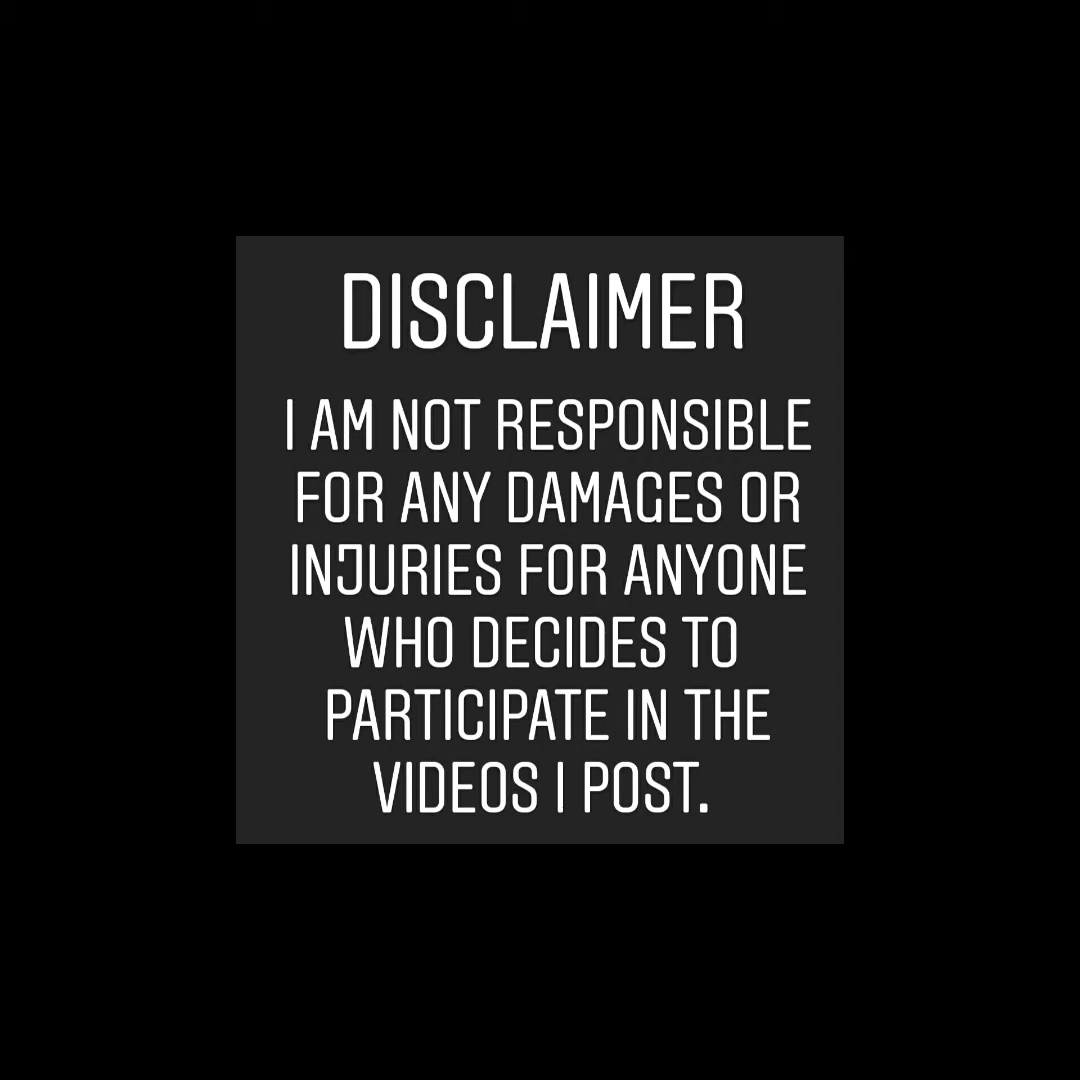 DISCLAIMER
I AM NOT RESPONSIBLE
FOR ANY DAMAGES OR
INJURIES FOR ANYONE
WHO DECIDES TO
PARTICIPATE IN THE
VIDEOS I POST.